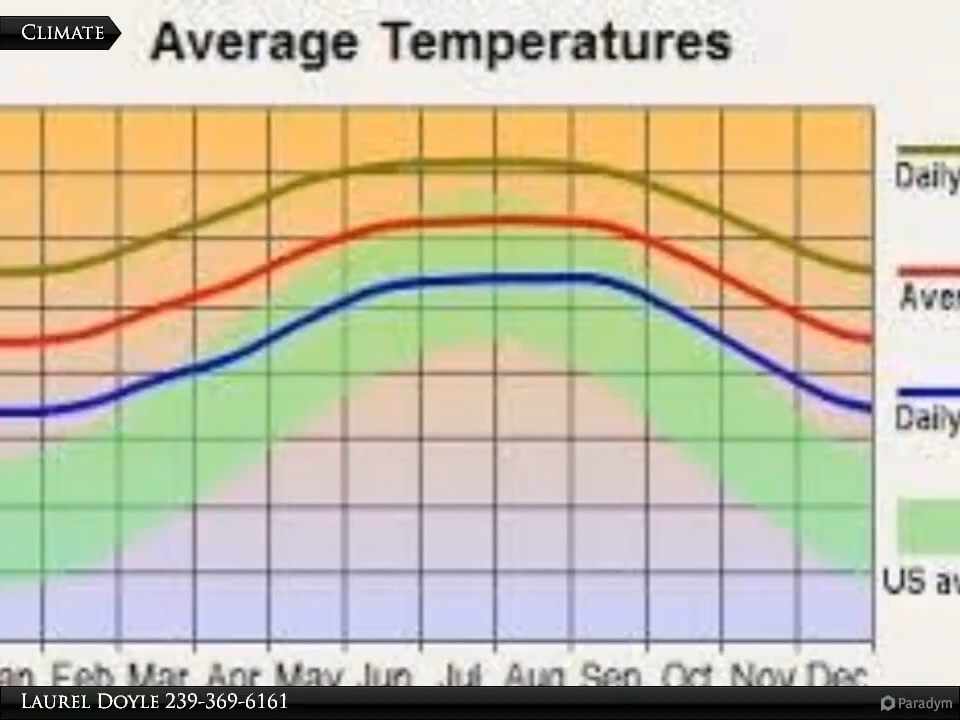 CLIMATE
Average Temperatures
Daily
Aver
Daily
US av
an Feb Mar Apr May Jun Jul Aug Sep Oct Nov Dec
LAUREL DOYLE 239-369-6161
Paradym